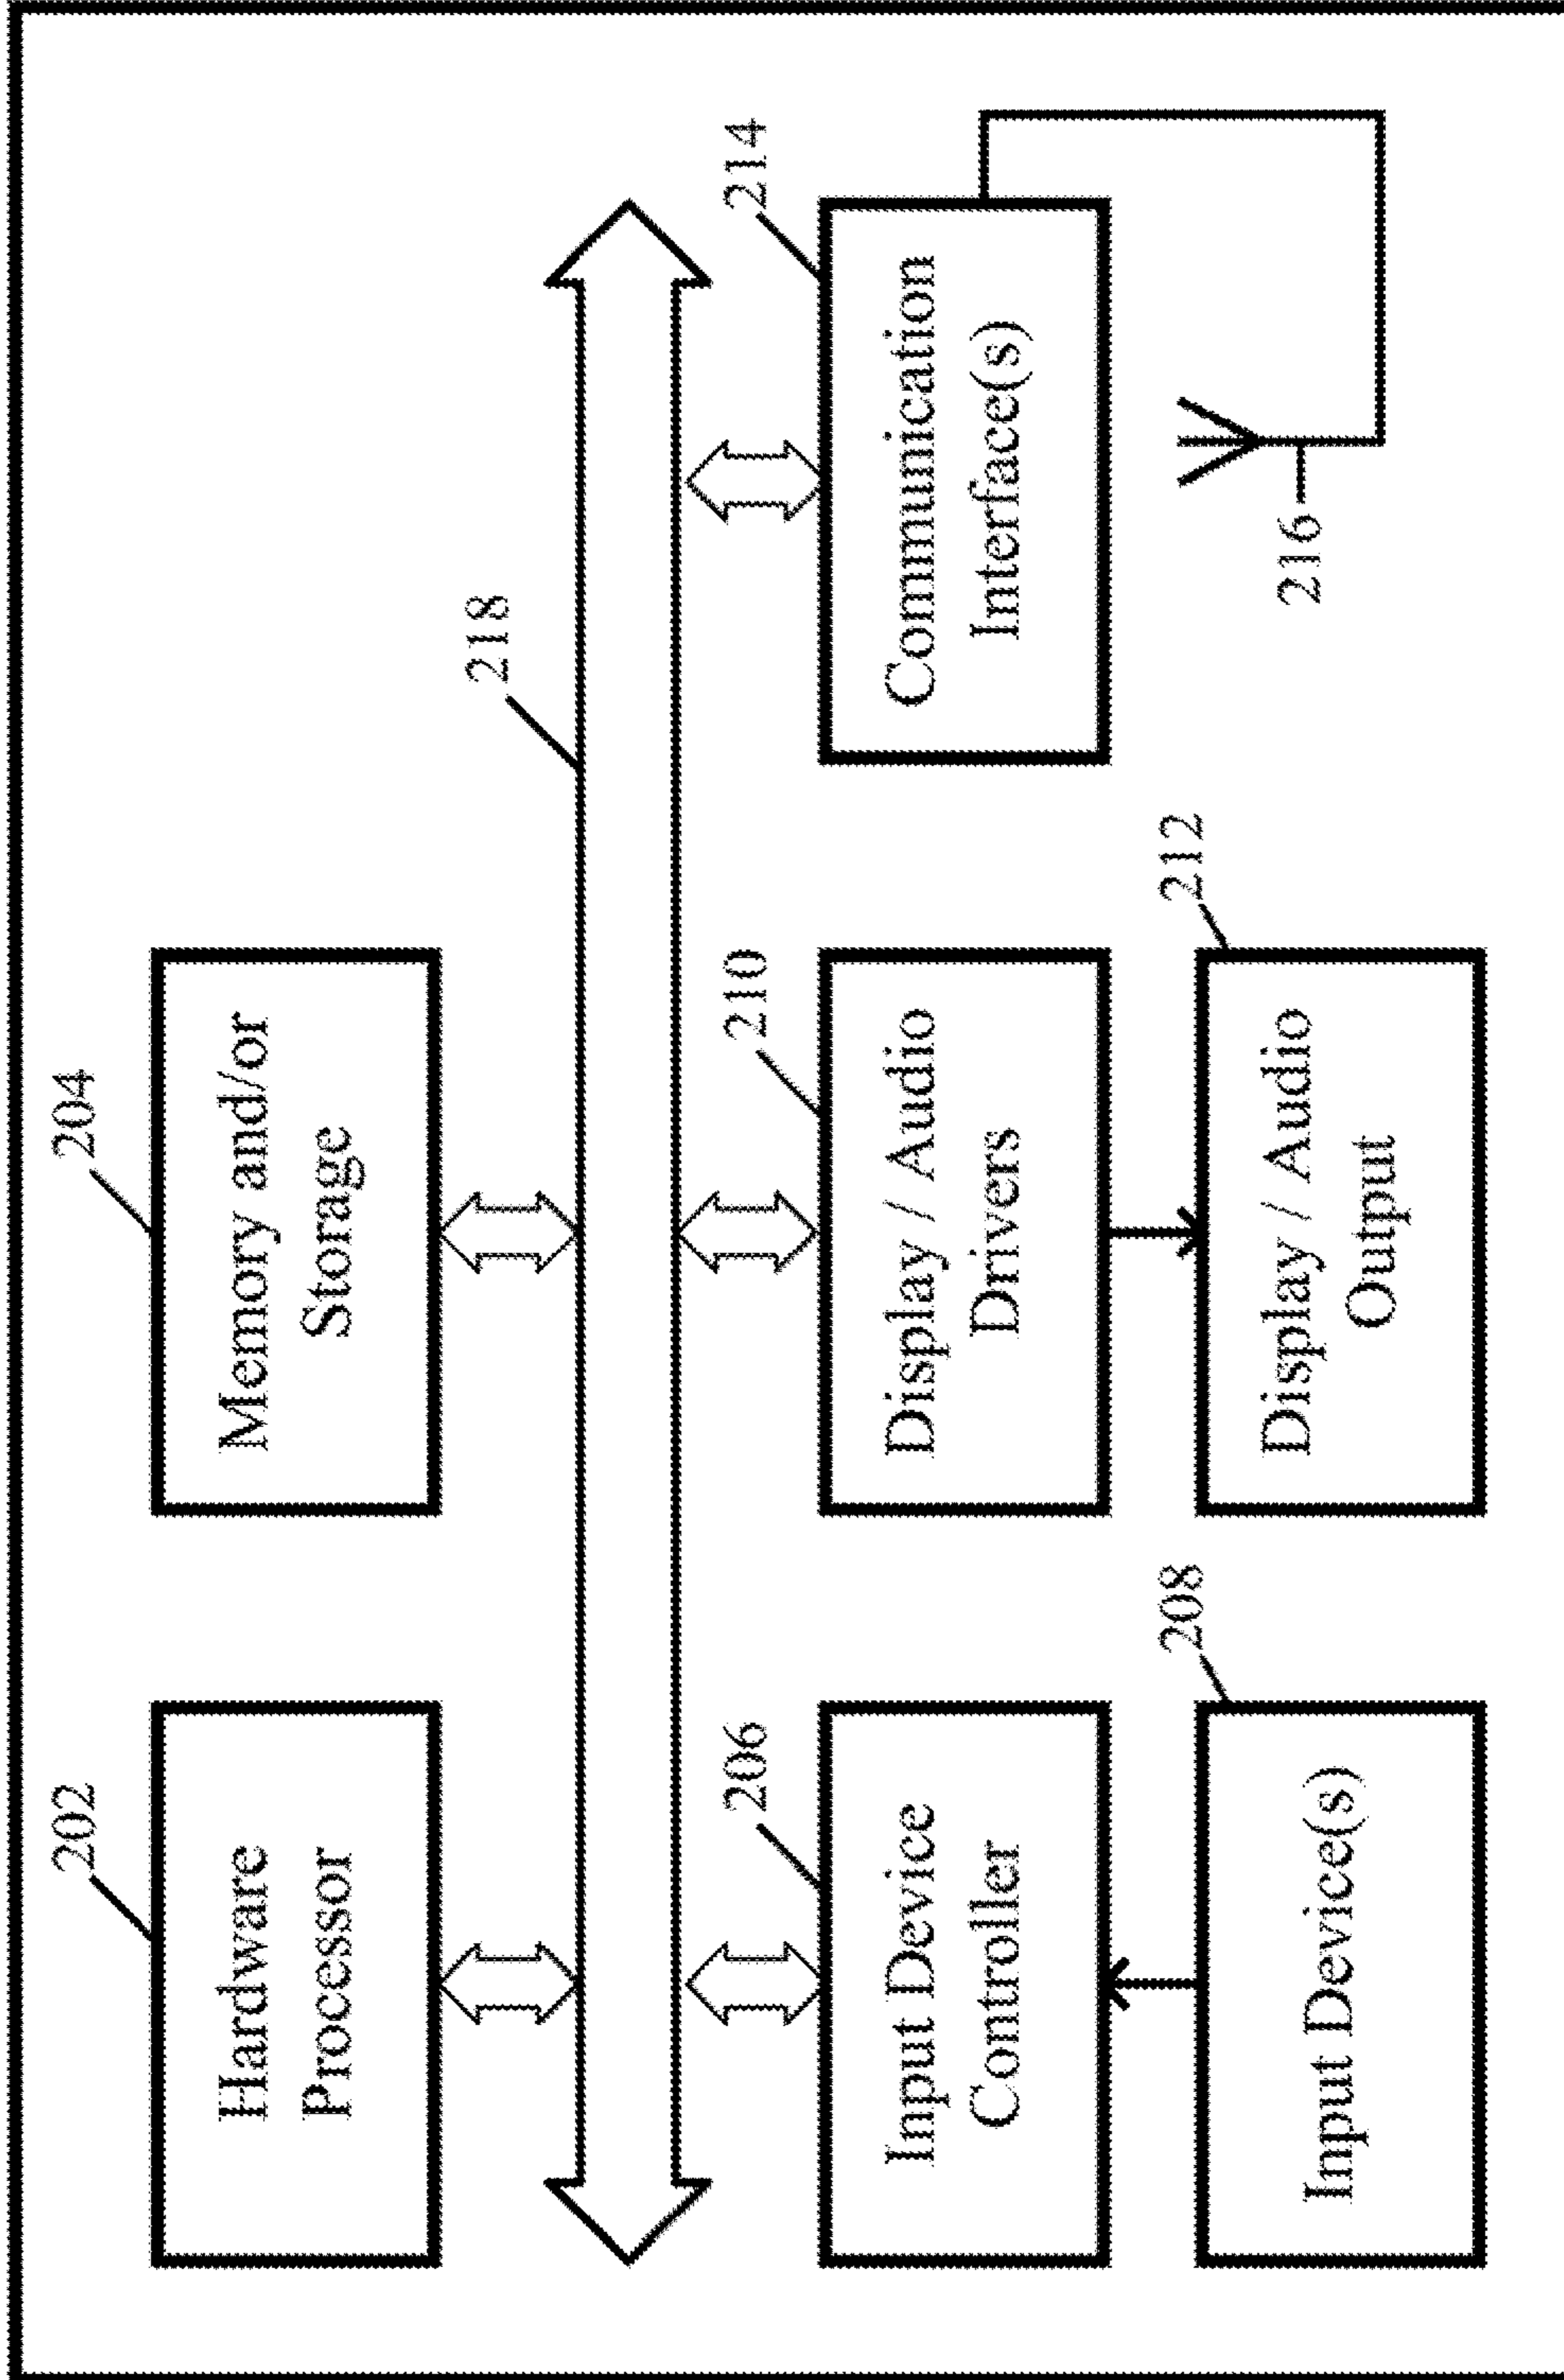 202
Hardware
Processor
204
Memory and/or
Storage
218
206
Input Device
Controller
210
Display / Audio
Drivers
214
Communication
Interface(s)
208
Input Device(s)
212
Display / Audio
Output
216